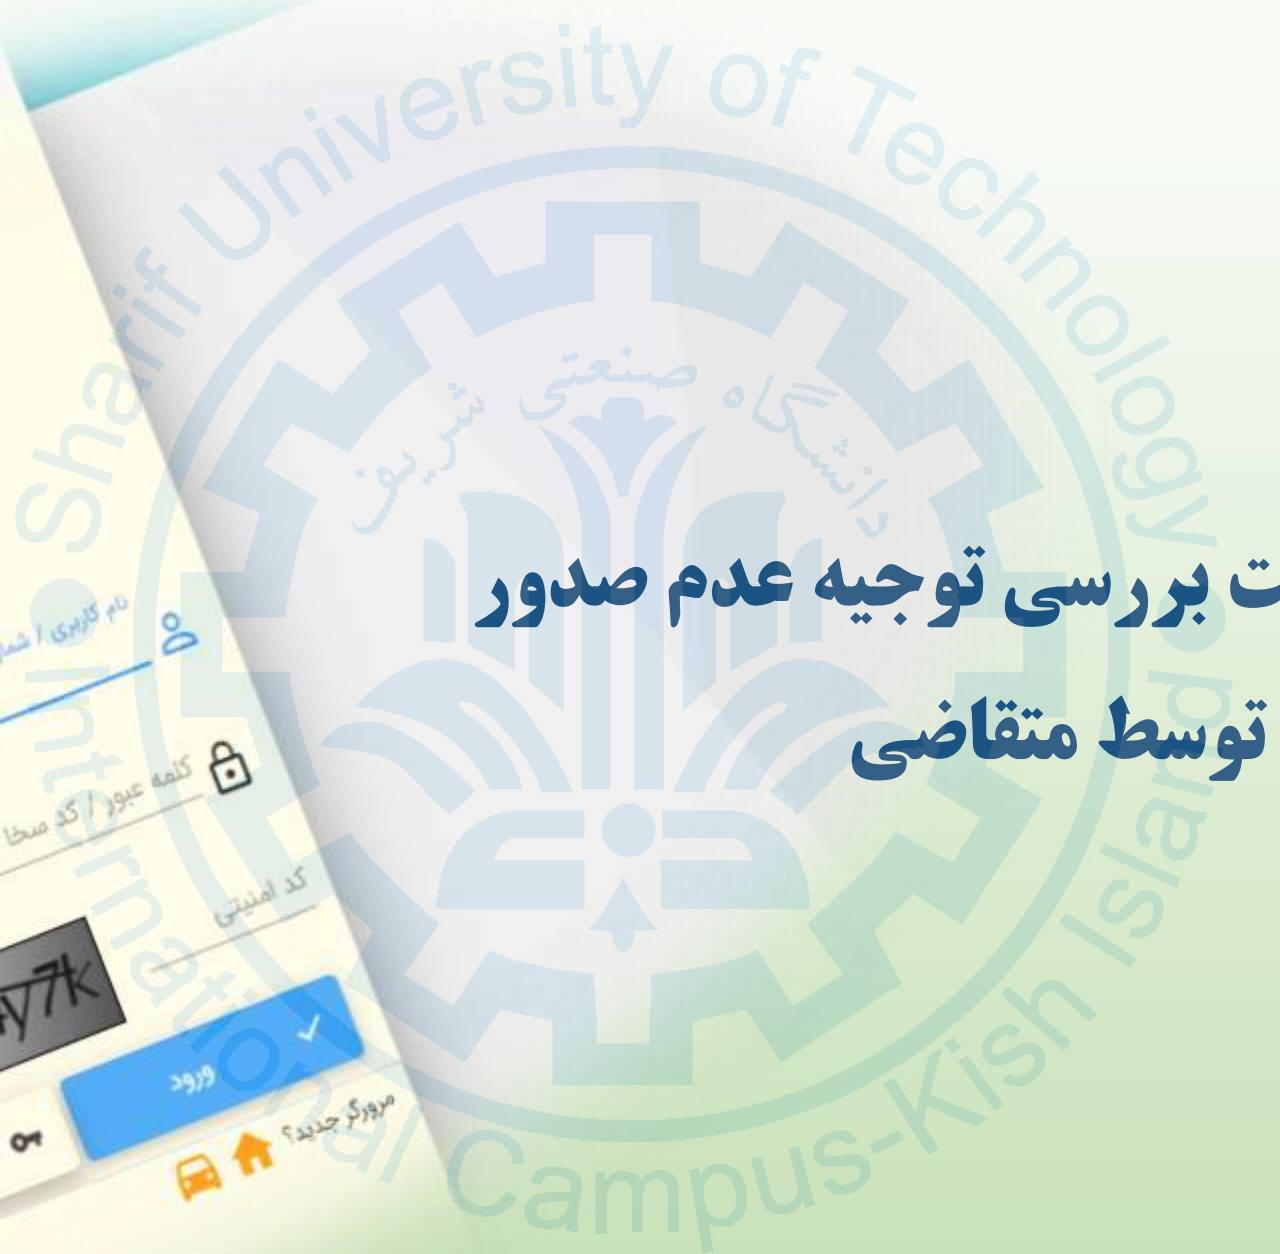 Sharif University of Technology
International Campus-Kish Island
دانشگاه صنعتی شریف
ت بررسی توجیه عدم صدور
توسط متقاضی
نام کاربری /
کلمه عبور / کد سخا
کد امنیتی
y7k
ورود
مرورگر جدید؟